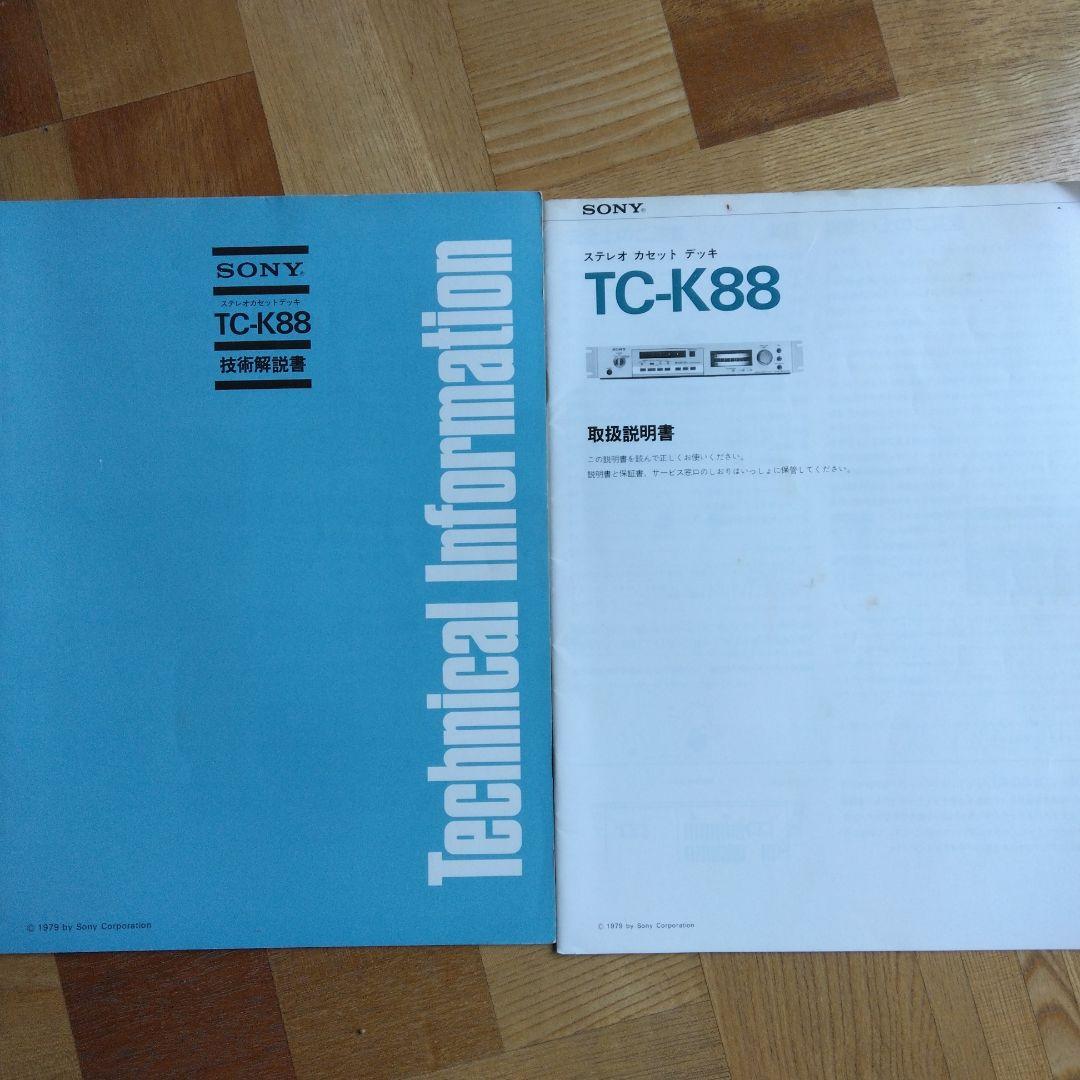 SONY®
ステレオカセットデッキ
TC-K88
技術解説書
Technical Information
© 1979 by Sony Corporation
SONY®
ステレオ カセット デッキ
TC-K88
取扱説明書
この説明書を読んで正しくお使いください。
説明書と保証書、サービス窓口のしおりはいっしょに保管してください。
© 1979 by Sony Corporation